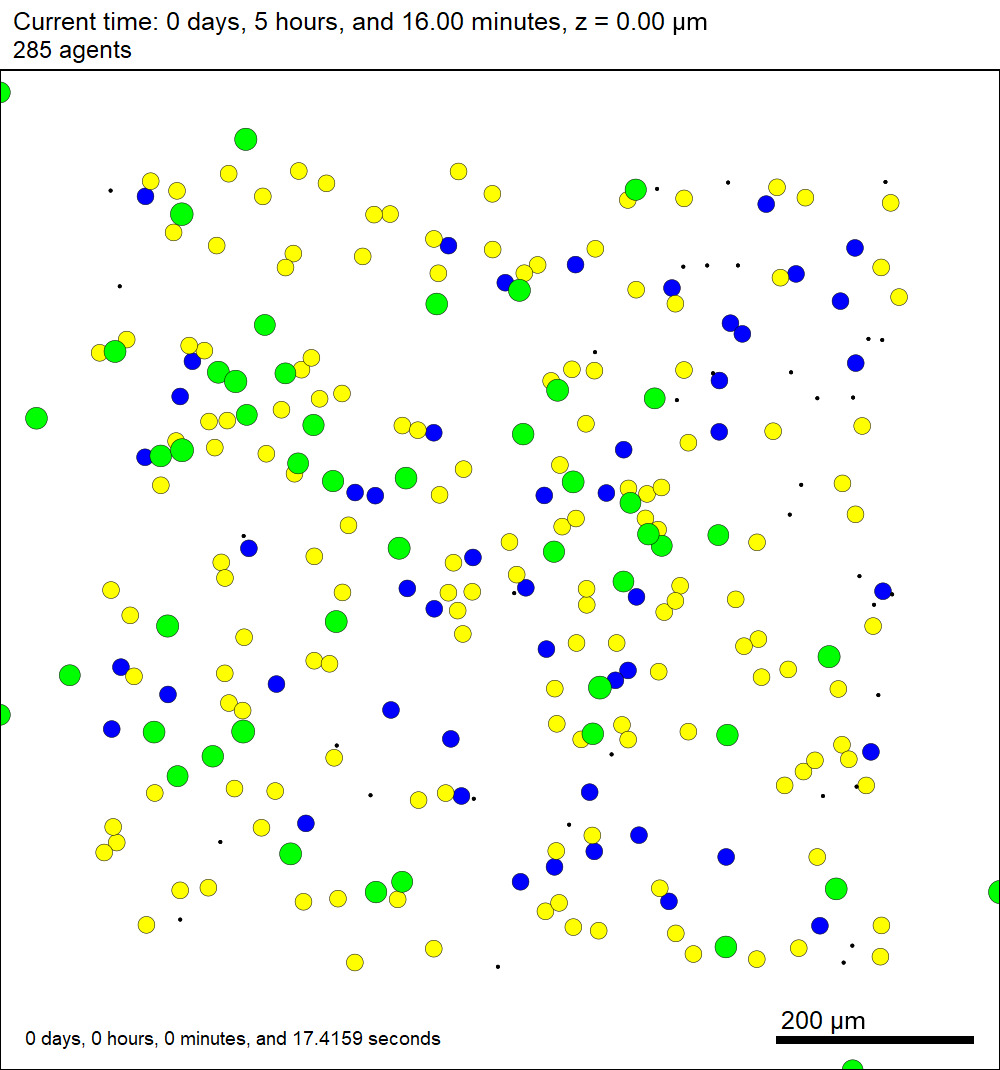 Current time: 0 days, 5 hours, and 16.00 minutes, z = 0.00 µm
285 agents
200 µm
0 days, 0 hours, 0 minutes, and 17.4159 seconds